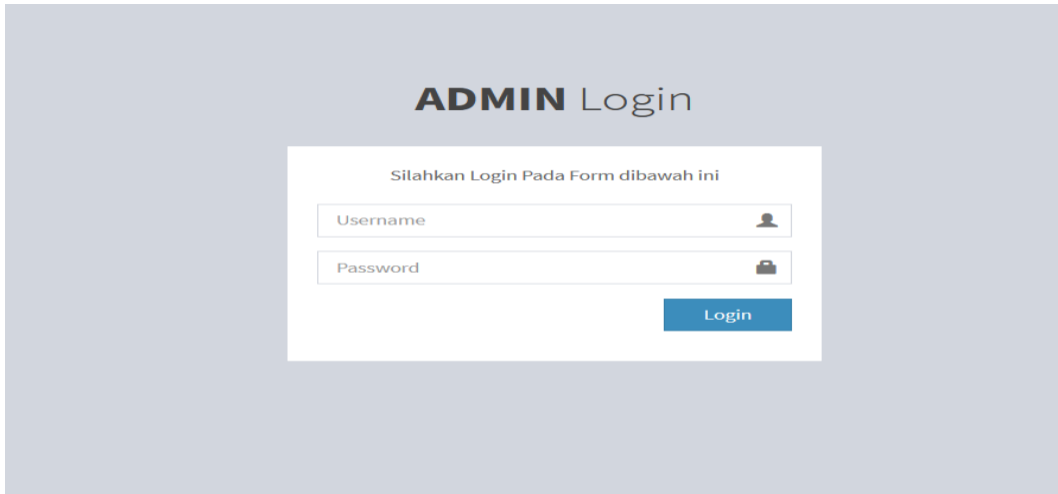 ADMIN Login
Silahkan Login Pada Form dibawah ini
Username
Password
Login